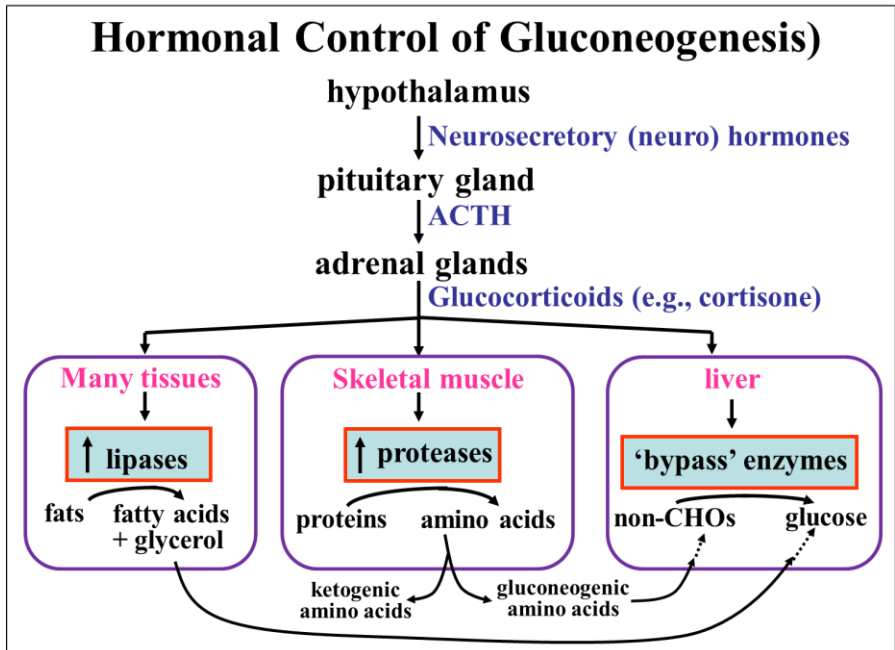 Hormonal Control of Gluconeogenesis)
hypothalamus
Neurosecretory (neuro) hormones
pituitary gland
ACTH
adrenal glands
Glucocorticoids (e.g., cortisone)
Many tissues
lipases
fats
fatty acids
+ glycerol
Skeletal muscle
proteases
proteins
amino acids
ketogenic
amino acids
gluconeogenic
amino acids
liver
‘bypass’ enzymes
non-CHOs
glucose